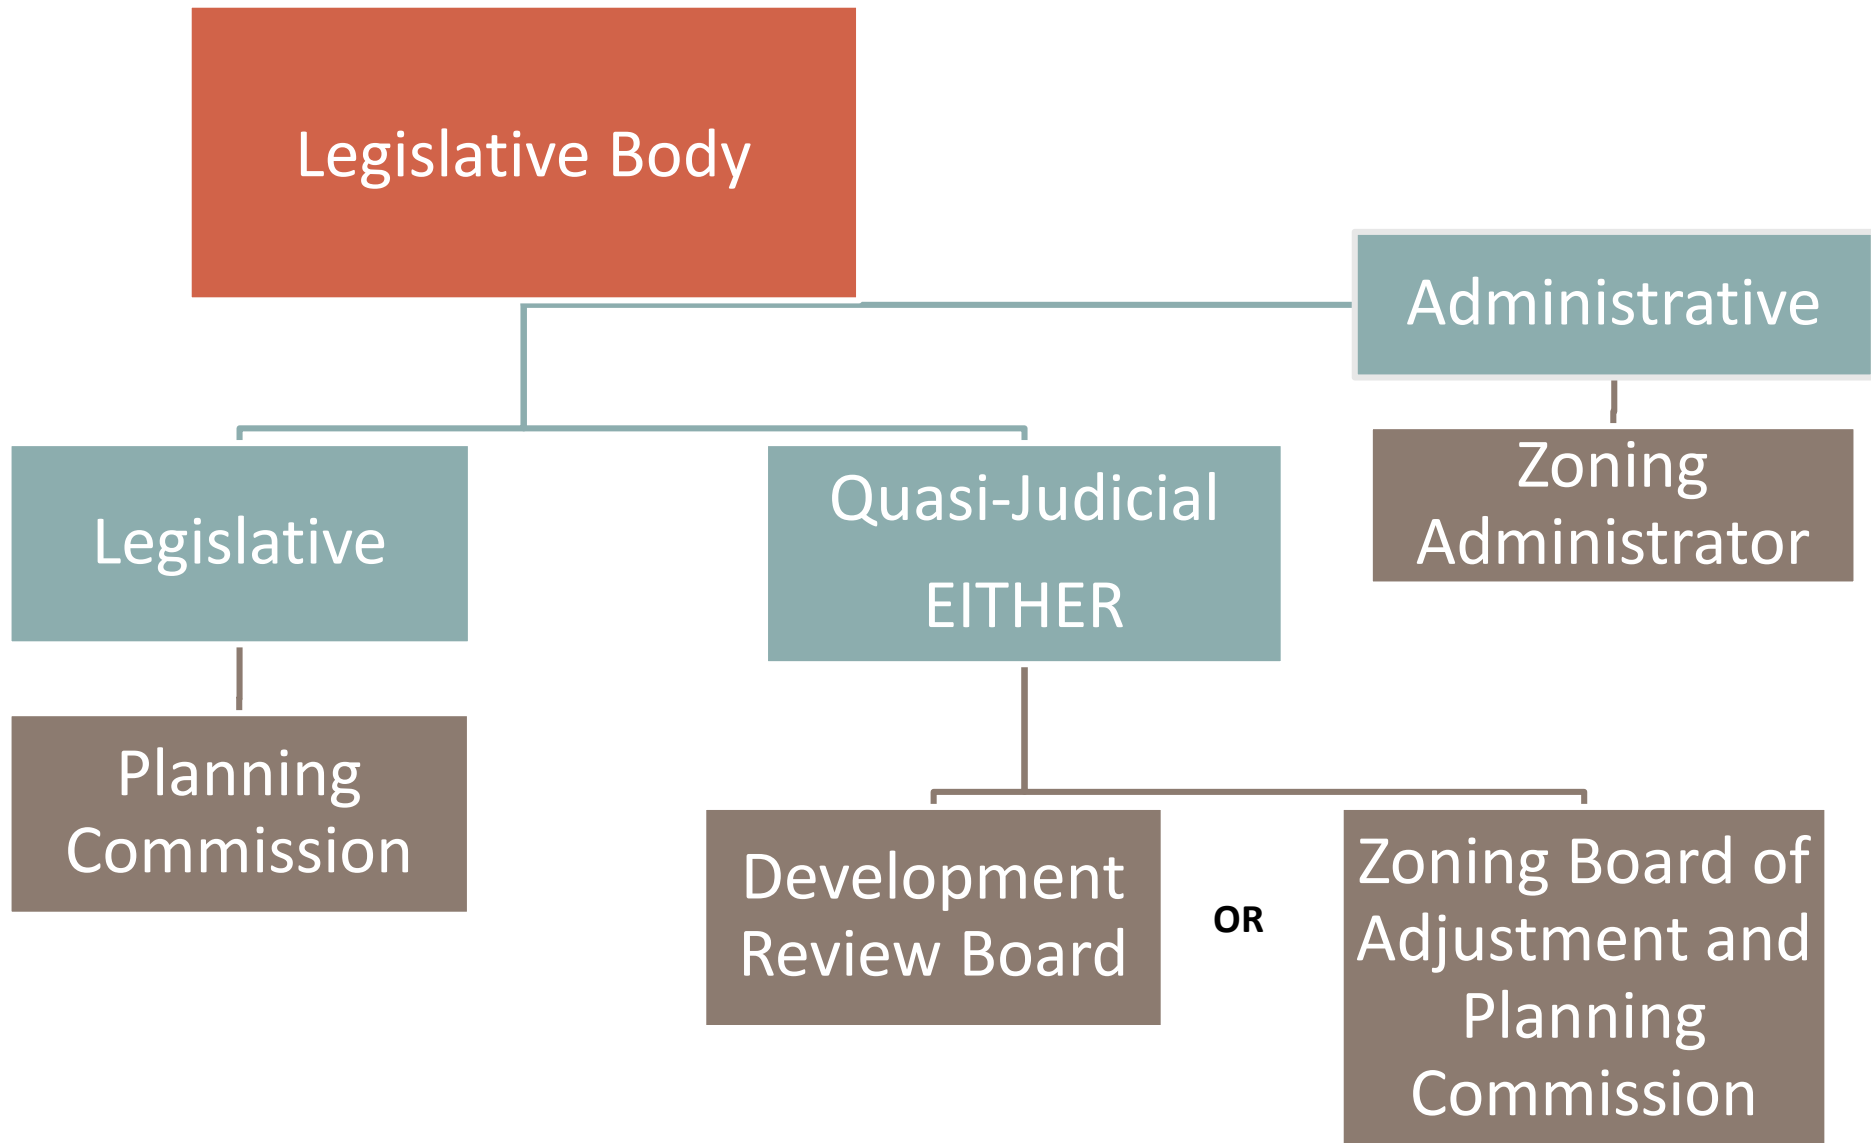 Legislative Body
Administrative
Zoning
Administrator
Legislative
Quasi-Judicial
EITHER
Planning
Commission
Development
Review Board
OR
Zoning Board of
Adjustment and
Planning
Commission